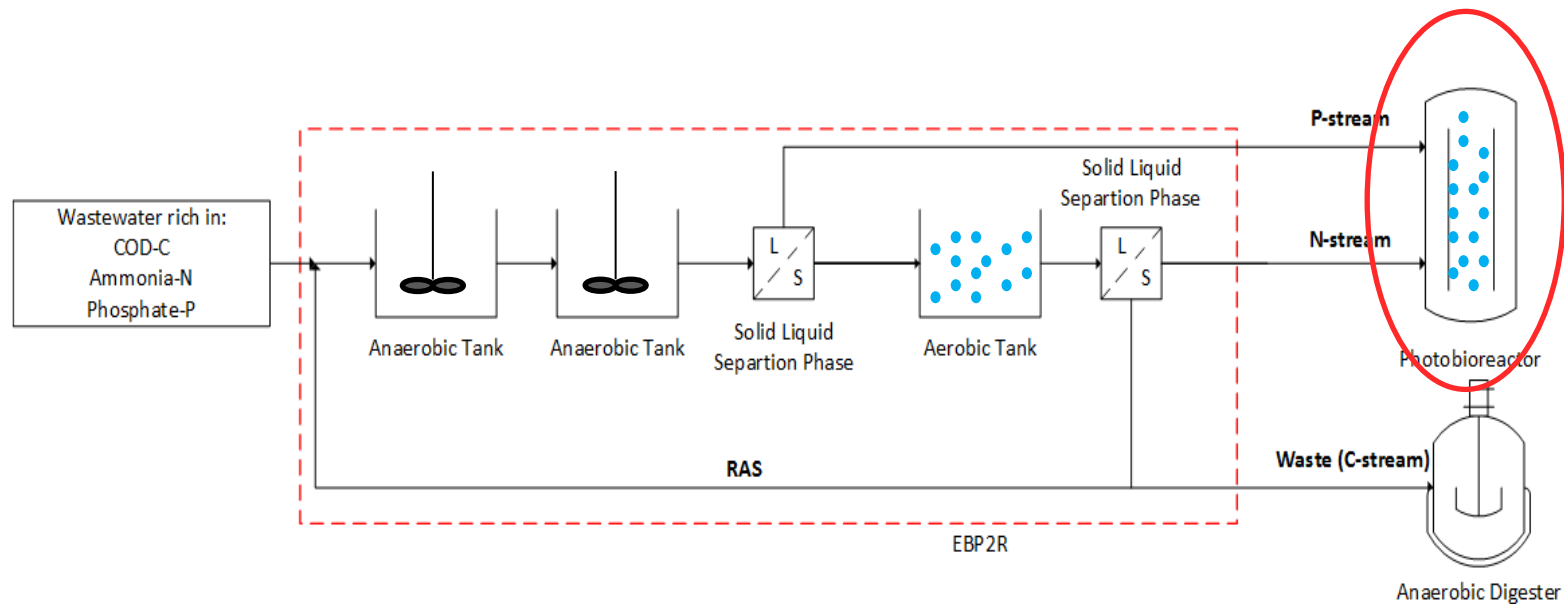 Wastewater rich in:
COD-C
Ammonia-N
Phosphate-P
Anaerobic Tank
Anaerobic Tank
L
S
Solid Liquid
Separtion Phase
Aerobic Tank
Solid Liquid
Separtion Phase
L
S
P-stream
N-stream
Photobioreactor
RAS
Waste (C-stream)
EBP2R
Anaerobic Digester